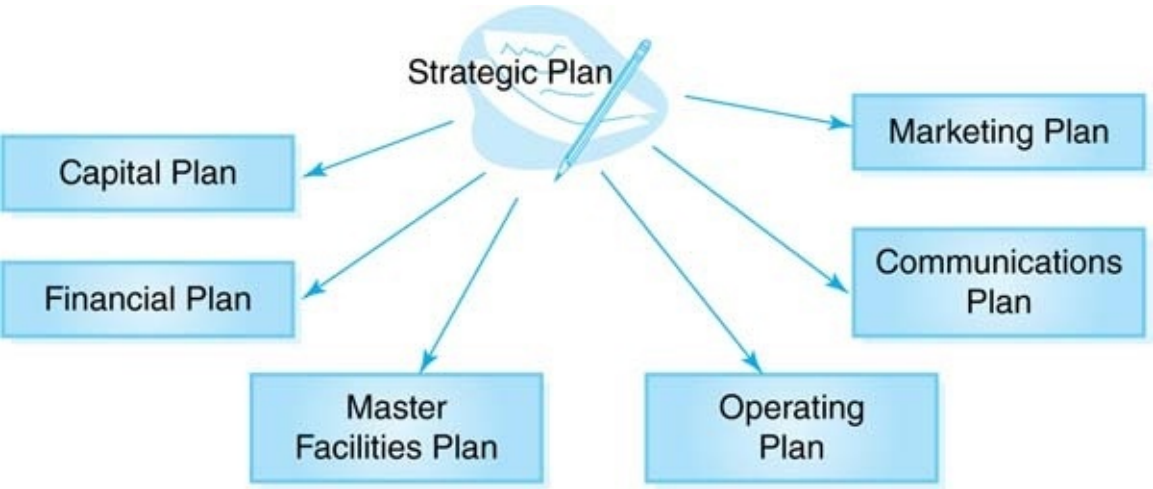 Strategic Plan
Marketing Plan
Capital Plan
Communications
Plan
Financial Plan
Master
Facilities Plan
Operating
Plan